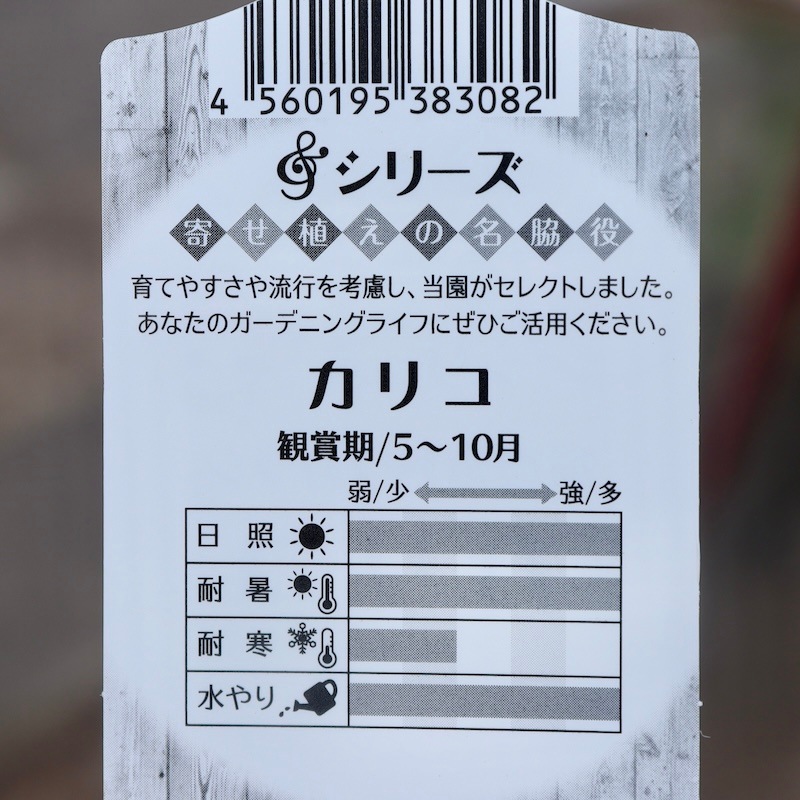 4 560195 383082
シリーズ
寄せ植えの名脇役
育てやすさや流行を考慮し、当園がセレクトしました。
あなたのガーデニングライフにぜひご活用ください。
カリコ
観賞期/5〜10月
弱/少 強/多
日照
耐暑
耐寒
水やり